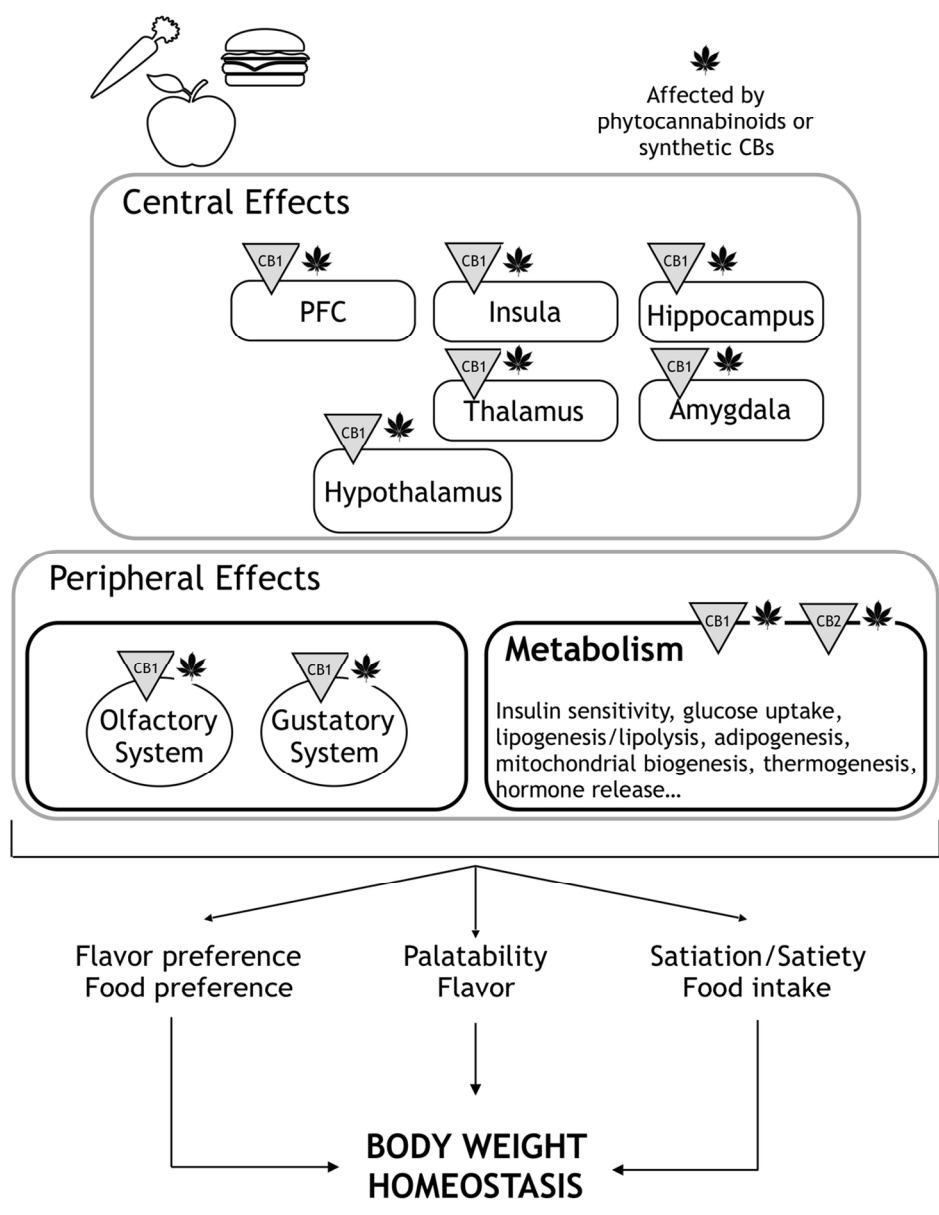 Affected by
phytocannabinoids or
synthetic CBs
Central Effects
CB1
PFC
CB1
Insula
CB1
Hippocampus
CB1
Thalamus
CB1
Amygdala
CB1
Hypothalamus
Peripheral Effects
CB1
Olfactory
System
CB1
Gustatory
System
CB1
CB2
Metabolism
Insulin sensitivity, glucose uptake,
lipogenesis/lipolysis, adipogenesis,
mitochondrial biogenesis, thermogenesis,
hormone release…
Flavor preference
Food preference
Palatability
Flavor
Satiation/Satiety
Food intake
BODY WEIGHT
HOMEOSTASIS